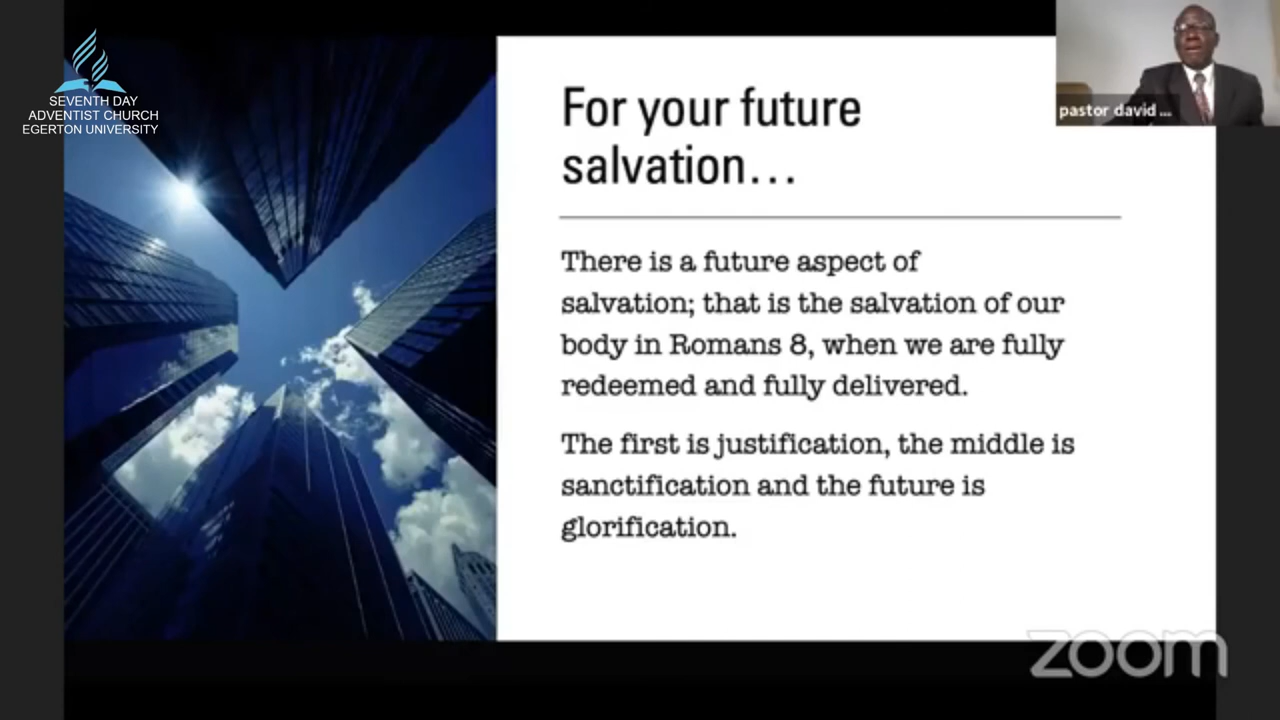 SEVENTH DAY
ADVENTIST CHURCH
EGERTON UNIVERSITY
pastor david ...
For your future
salvation...
There is a future aspect of
salvation; that is the salvation of our
body in Romans 8, when we are fully
redeemed and fully delivered.
The first is justification, the middle is
sanctification and the future is
glorification.
zoom